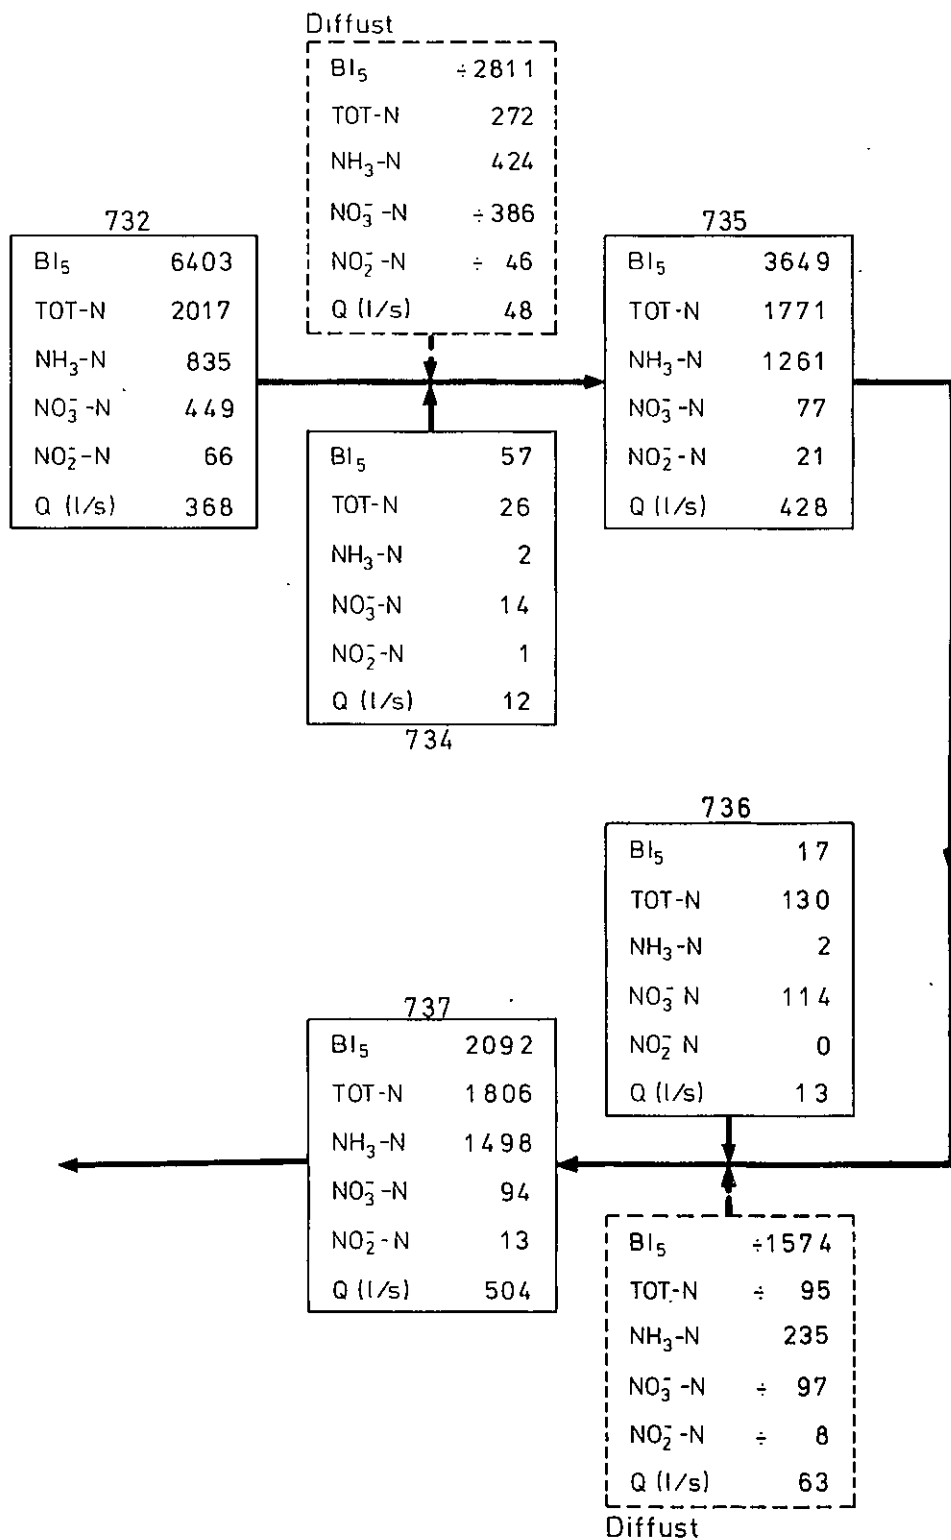 Diffust
BI₅ ÷2811
TOT-N 272
NH₃-N 424
NO₃⁻-N ÷386
NO₂⁻-N ÷ 46
Q (l/s) 48
732
BI₅ 6403
TOT-N 2017
NH₃-N 835
NO₃⁻-N 449
NO₂⁻-N 66
Q (l/s) 368
735
BI₅ 3649
TOT-N 1771
NH₃-N 1261
NO₃⁻-N 77
NO₂⁻-N 21
Q (l/s) 428
BI₅ 57
TOT-N 26
NH₃-N 2
NO₃⁻-N 14
NO₂⁻-N 1
Q (l/s) 12
734
736
BI₅ 17
TOT-N 130
NH₃-N 2
NO₃⁻ N 114
NO₂⁻ N 0
Q (l/s) 13
737
BI₅ 2092
TOT-N 1806
NH₃-N 1498
NO₃⁻-N 94
NO₂⁻-N 13
Q (l/s) 504
BI₅ ÷1574
TOT-N ÷ 95
NH₃-N 235
NO₃⁻-N ÷ 97
NO₂⁻-N ÷ 8
Q (l/s) 63
Diffust